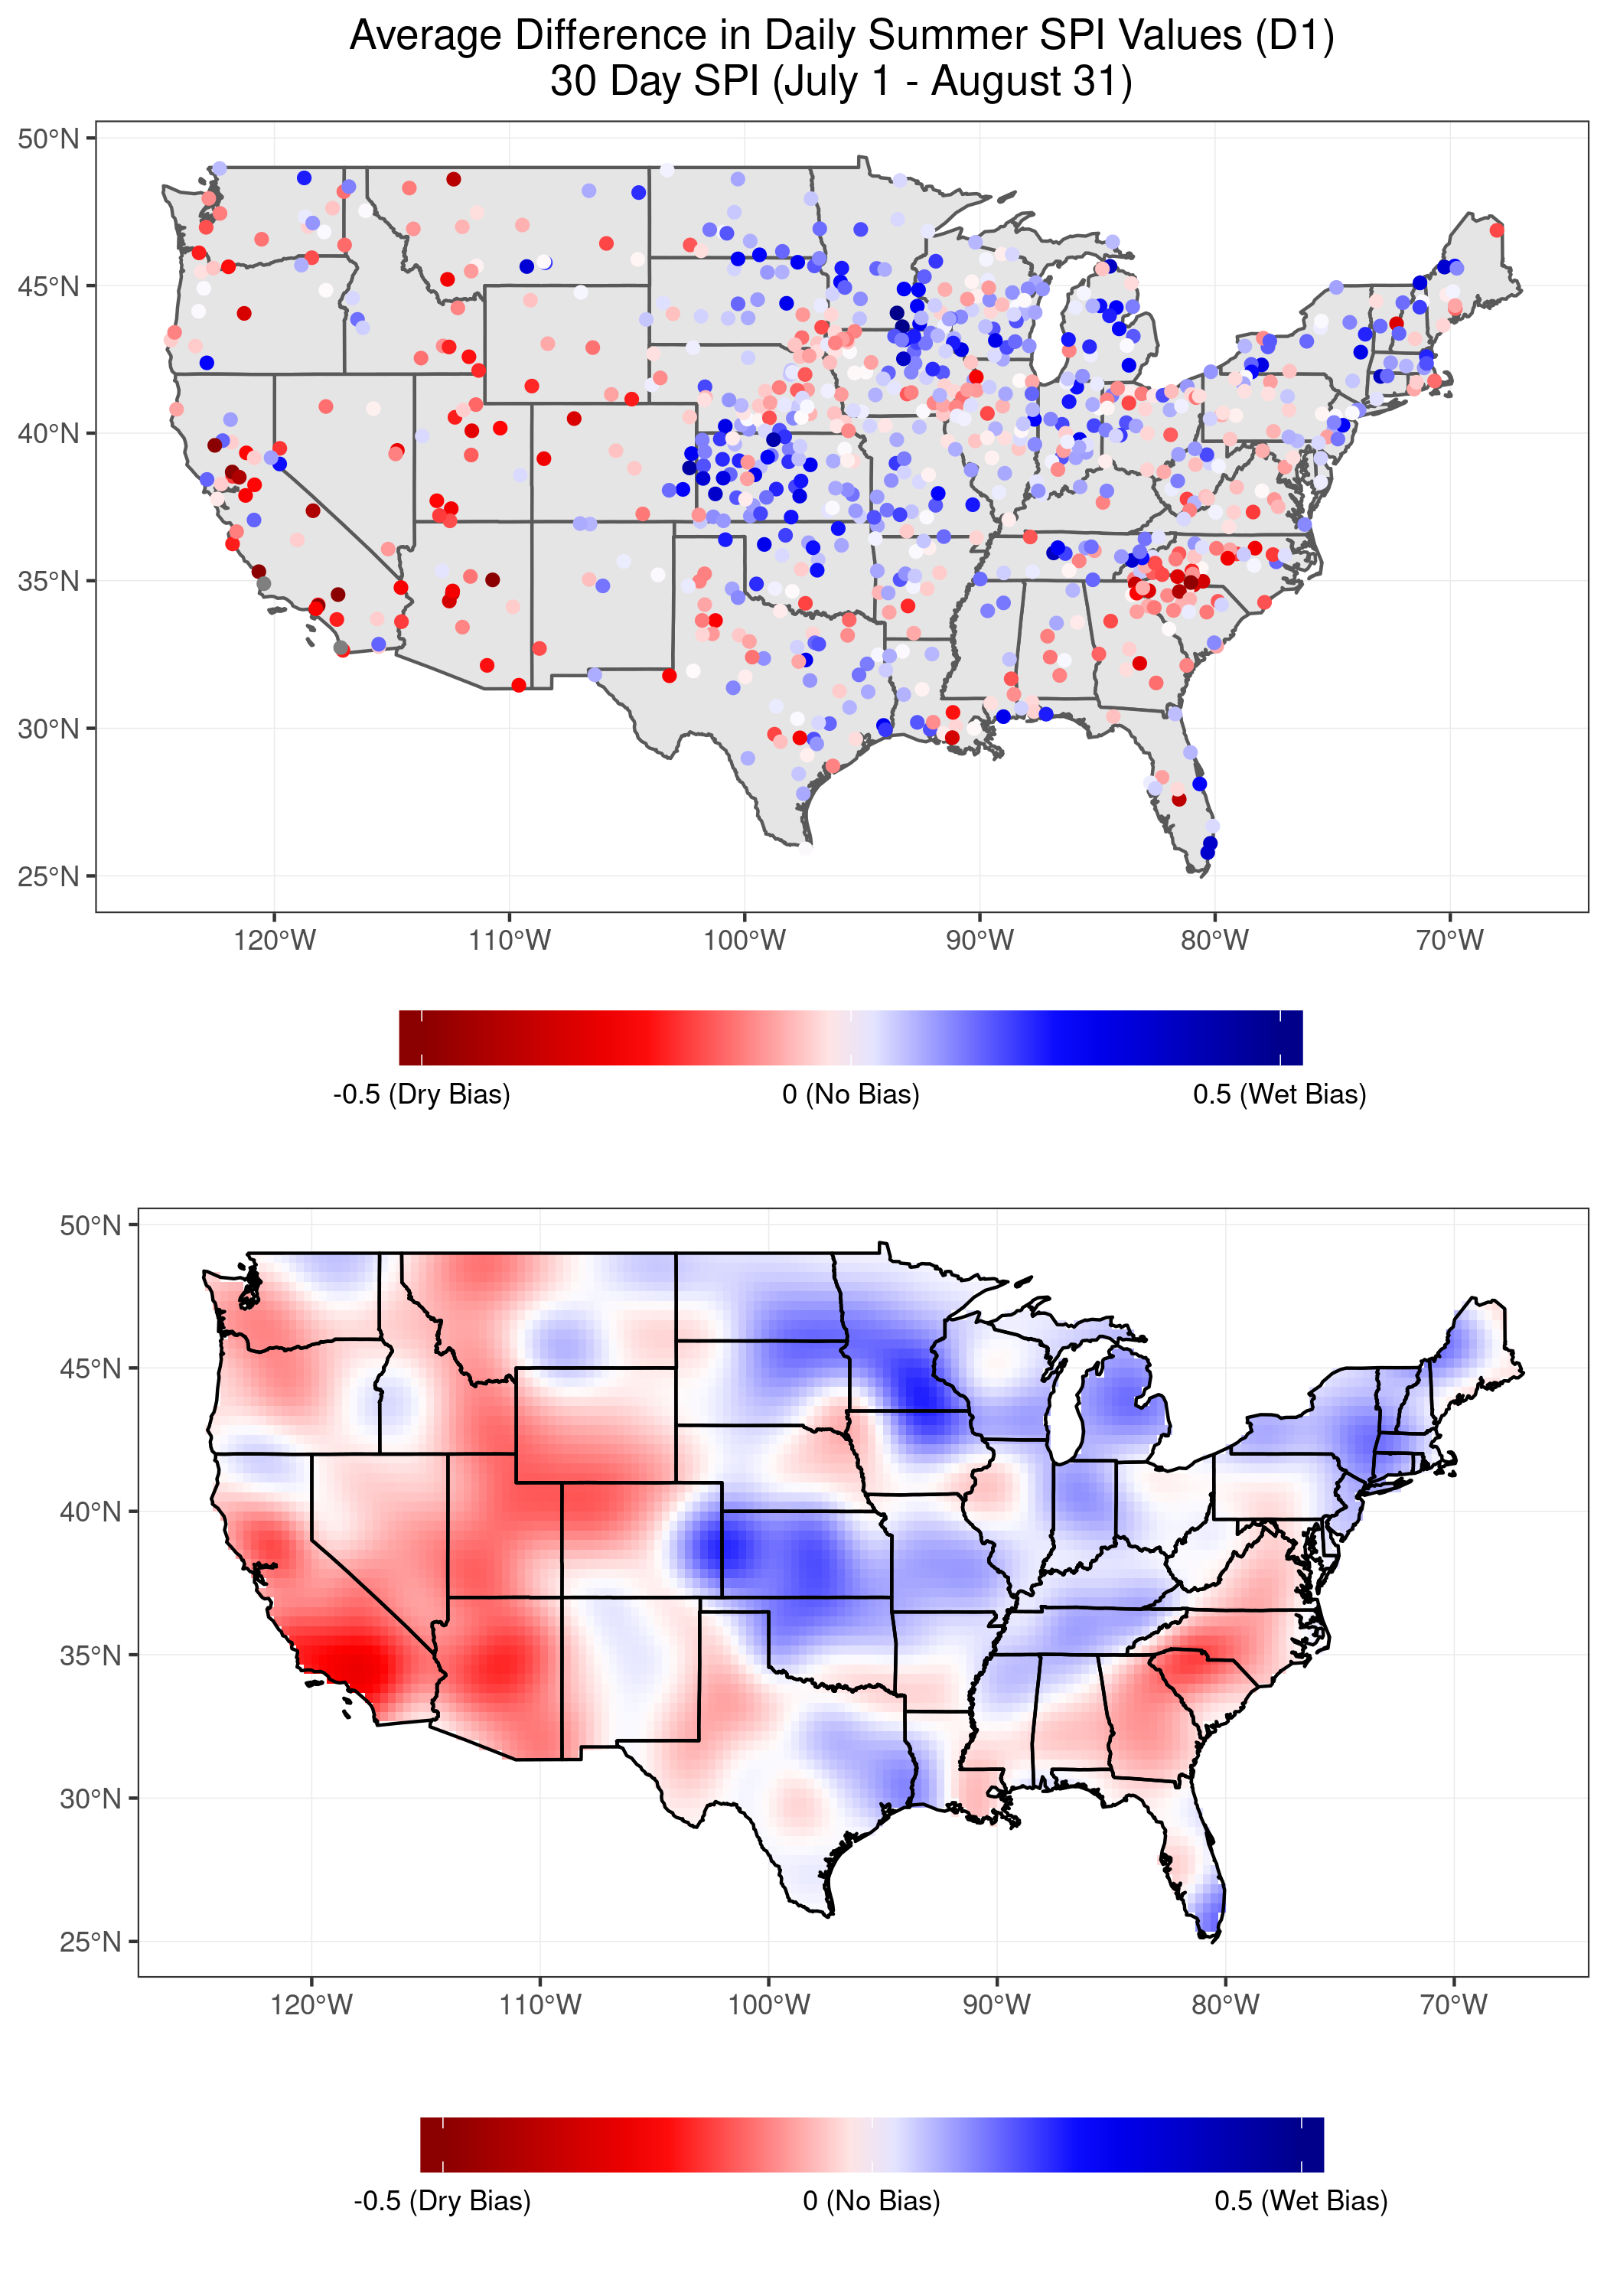 Average Difference in Daily Summer SPI Values (D1)
30 Day SPI (July 1 - August 31)
50°N
45°N
40°N
35°N
30°N
25°N
120°W 110°W 100°W 90°W 80°W 70°W
-0.5 (Dry Bias) 0 (No Bias) 0.5 (Wet Bias)
50°N
45°N
40°N
35°N
30°N
25°N
120°W 110°W 100°W 90°W 80°W 70°W
-0.5 (Dry Bias) 0 (No Bias) 0.5 (Wet Bias)